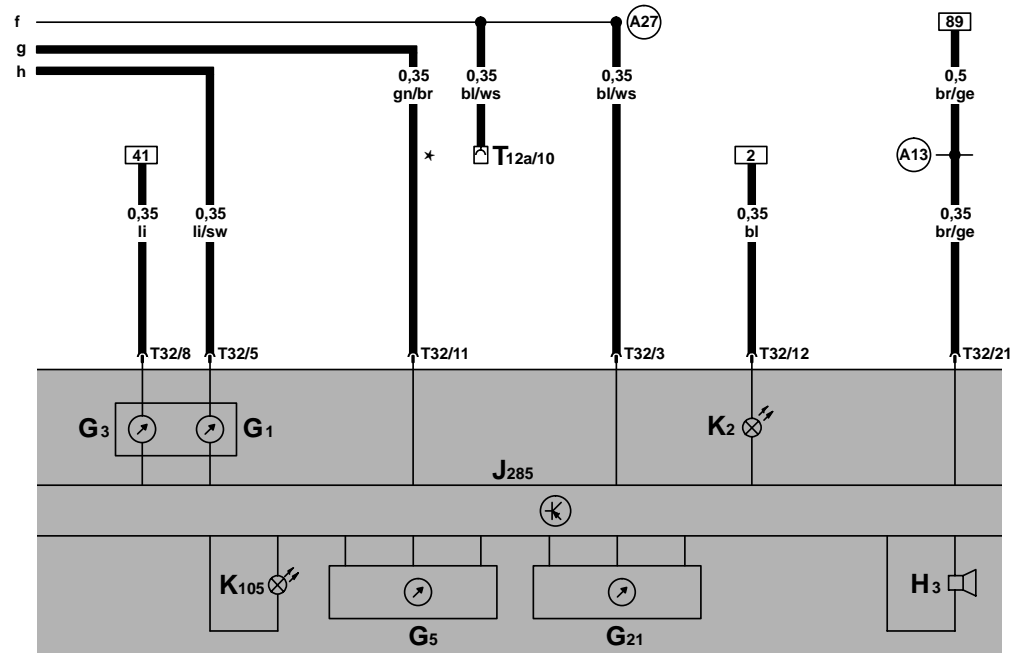 f
A27
89
g
h
0,35
gn/br
0,35
bl/ws
0,35
bl/ws
0,5
br/ge
41
*
T12a/10
2
A13
0,35
li
0,35
li/sw
0,35
bl
0,35
br/ge
T32/8
T32/5
T32/11
T32/3
T32/12
T32/21
G3
G1
K2
J285
K105
H3
G5
G21